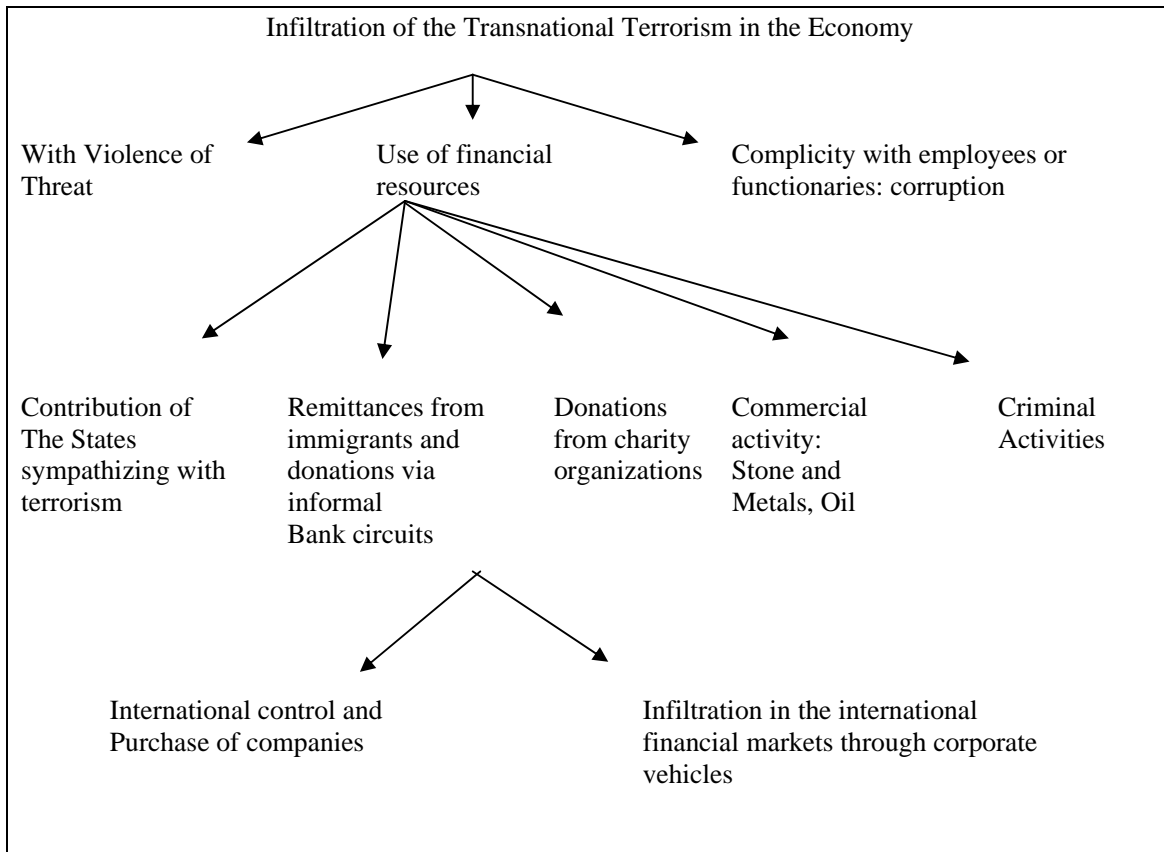 Infiltration of the Transnational Terrorism in the Economy
With Violence of
Threat
Use of financial
resources
Complicity with employees or
functionaries: corruption
Contribution of
The States
sympathizing with
terrorism
Remittances from
immigrants and
donations via
informal
Bank circuits
Donations
from charity
organizations
Commercial
activity:
Stone and
Metals, Oil
Criminal
Activities
International control and
Purchase of companies
Infiltration in the international
financial markets through corporate
vehicles